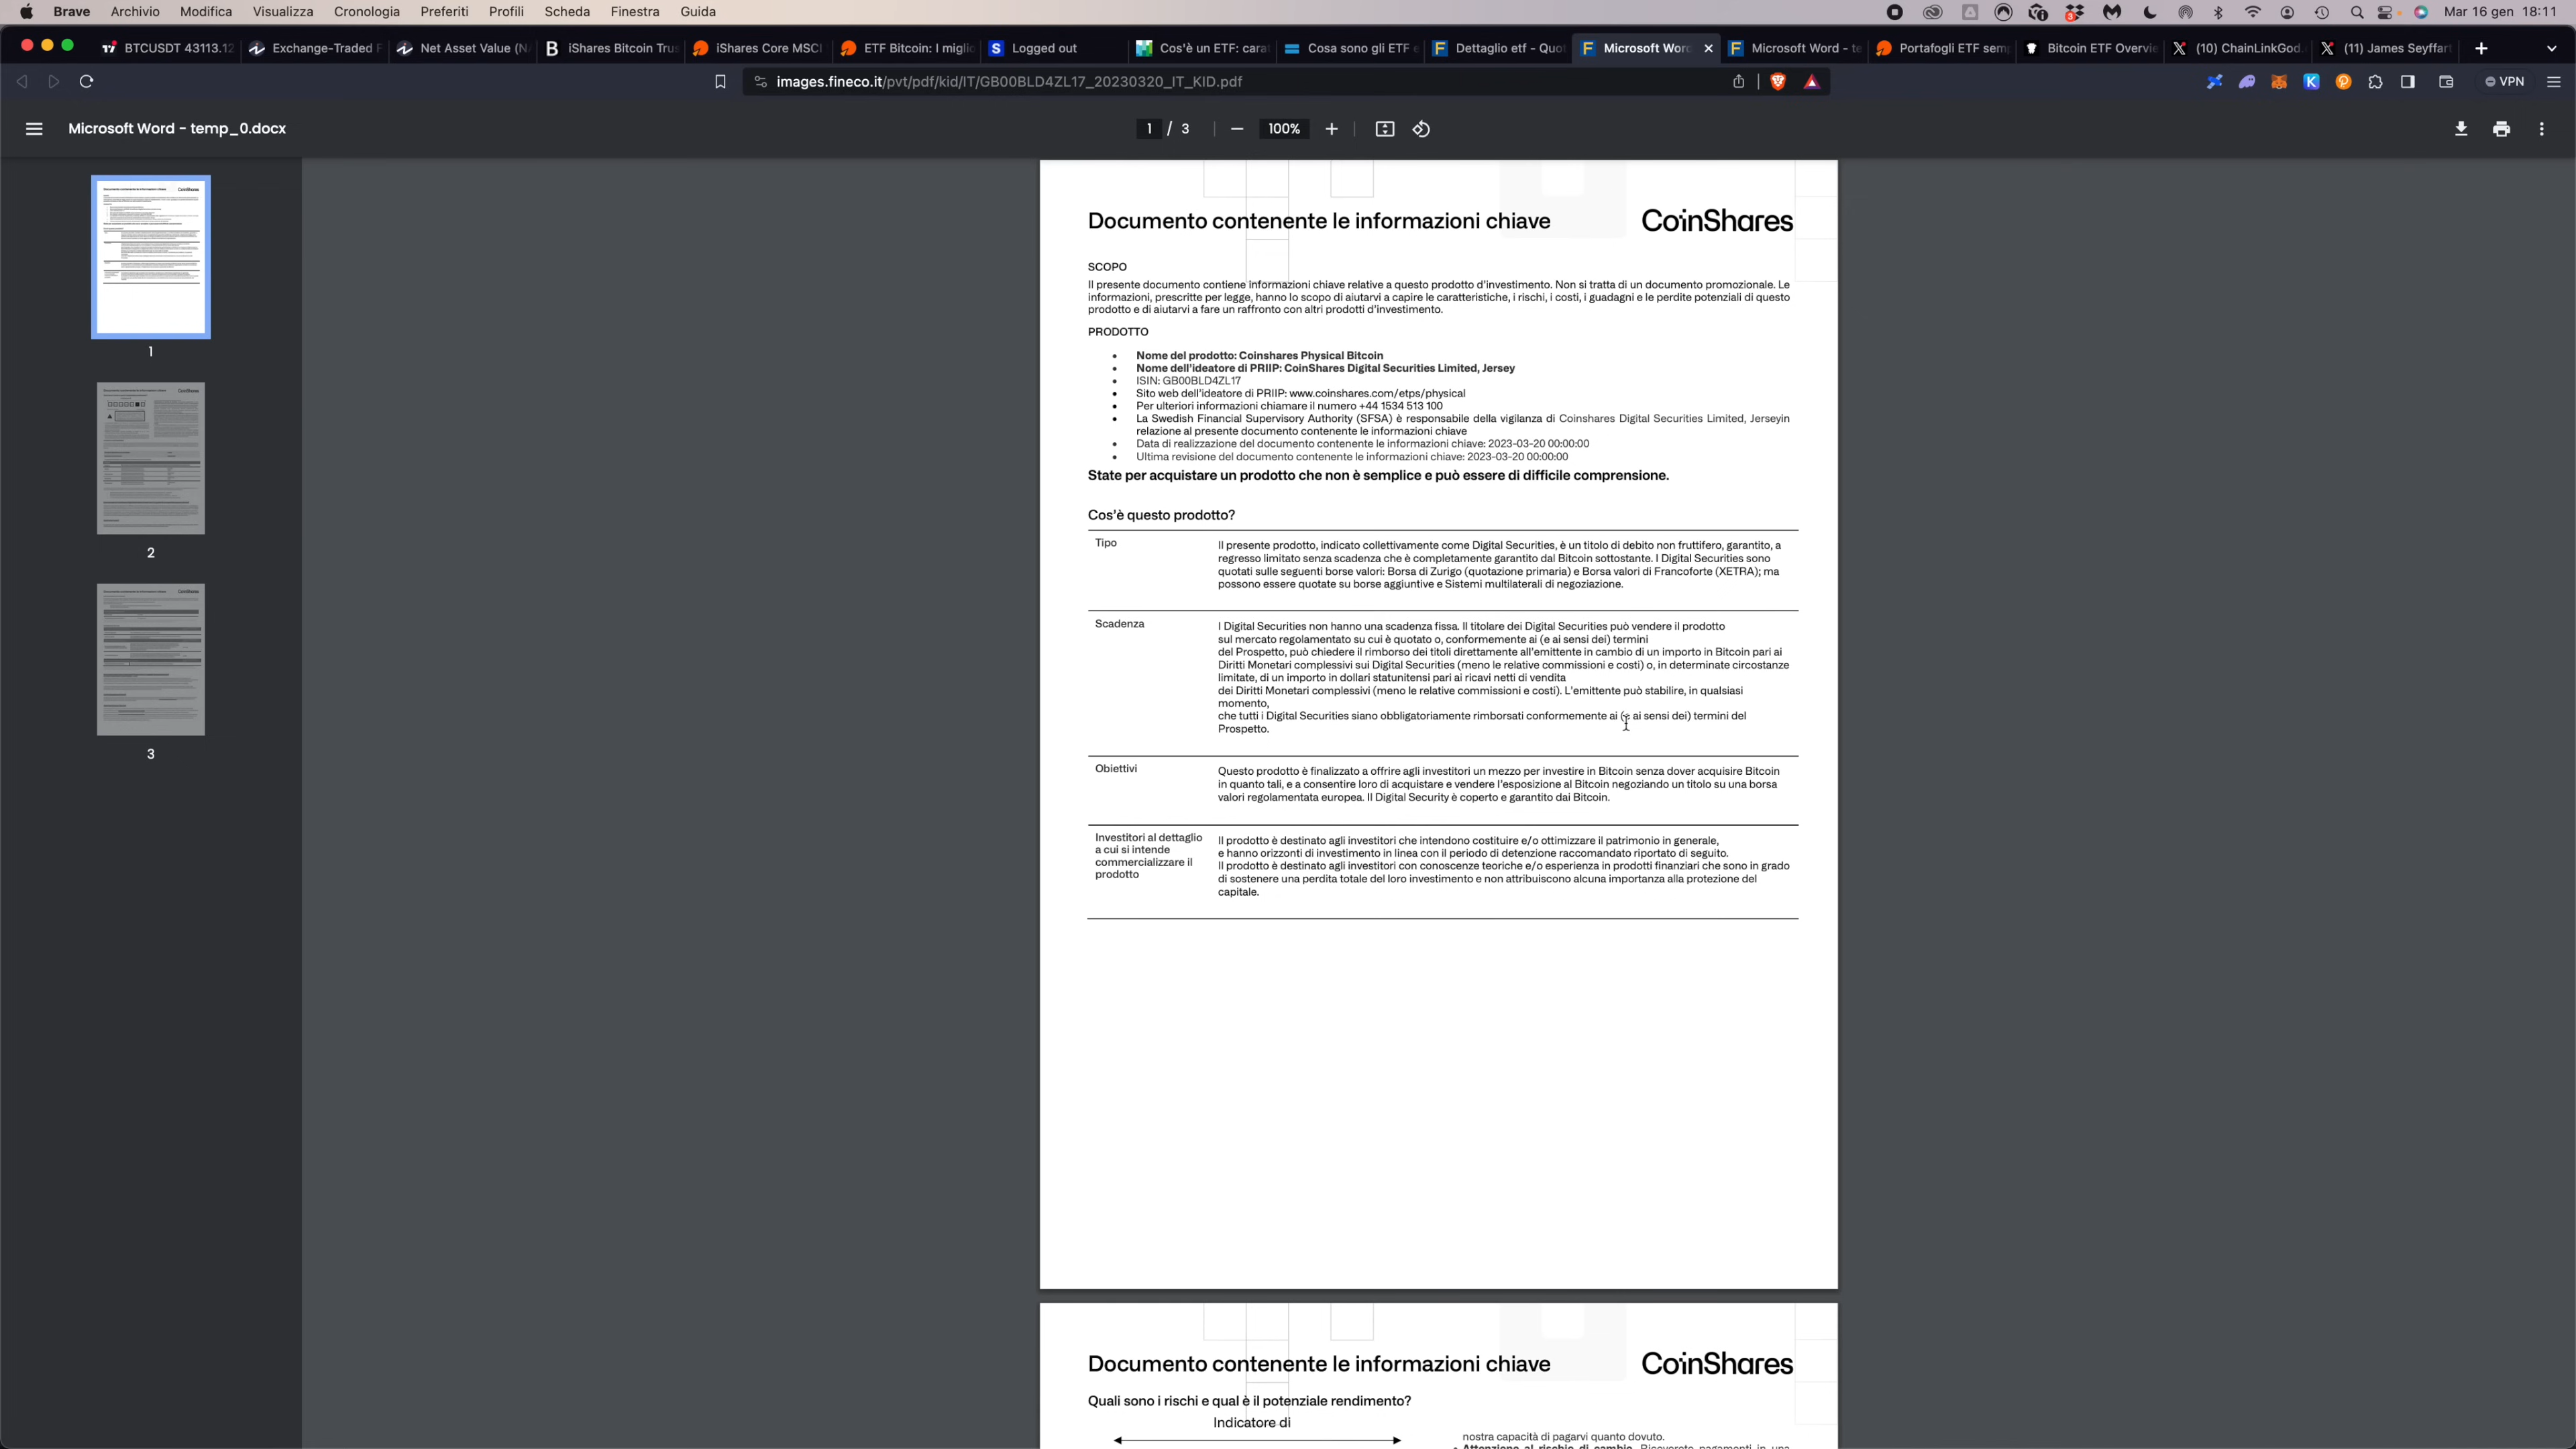 Brave Archivio Modifica Visualizza Cronologia Preferiti Profili Scheda Finestra Guida Mar 16 gen 18:11
BTCUSDT 43113.12 Exchange-Traded F Net Asset Value (N iShares Bitcoin Trus iShares Core MSCI ETF Bitcoin: I miglio Logged out Cos'è un ETF: carat Cosa sono gli ETF e Dettaglio etf - Quo Microsoft Word Microsoft Word - te Portafogli ETF sem Bitcoin ETF Overvie (10) ChainLinkGod. (11) James Seyffart
images.fineco.it/pvt/pdf/kid/IT/GB00BLD4ZL17_20230320_IT_KID.pdf VPN
Microsoft Word - temp_0.docx 1 / 3 100%
1
2
3
Documento contenente le informazioni chiave CoinShares
SCOPO
Il presente documento contiene informazioni chiave relative a questo prodotto d'investimento. Non si tratta di un documento promozionale. Le
informazioni, prescritte per legge, hanno lo scopo di aiutarvi a capire le caratteristiche, i rischi, i costi, i guadagni e le perdite potenziali di questo
prodotto e di aiutarvi a fare un raffronto con altri prodotti d'investimento.
PRODOTTO
• Nome del prodotto: Coinshares Physical Bitcoin
• Nome dell'ideatore di PRIIP: CoinShares Digital Securities Limited, Jersey
• ISIN: GB00BLD4ZL17
• Sito web dell'ideatore di PRIIP: www.coinshares.com/etps/physical
• Per ulteriori informazioni chiamare il numero +44 1534 513 100
• La Swedish Financial Supervisory Authority (SFSA) è responsabile della vigilanza di Coinshares Digital Securities Limited, Jerseyin
relazione al presente documento contenente le informazioni chiave
• Data di realizzazione del documento contenente le informazioni chiave: 2023-03-20 00:00:00
• Ultima revisione del documento contenente le informazioni chiave: 2023-03-20 00:00:00
State per acquistare un prodotto che non è semplice e può essere di difficile comprensione.
Cos'è questo prodotto?
Tipo
Il presente prodotto, indicato collettivamente come Digital Securities, è un titolo di debito non fruttifero, garantito, a
regresso limitato senza scadenza che è completamente garantito dal Bitcoin sottostante. I Digital Securities sono
quotati sulle seguenti borse valori: Borsa di Zurigo (quotazione primaria) e Borsa valori di Francoforte (XETRA); ma
possono essere quotate su borse aggiuntive e Sistemi multilaterali di negoziazione.
Scadenza
I Digital Securities non hanno una scadenza fissa. Il titolare dei Digital Securities può vendere il prodotto
sul mercato regolamentato su cui è quotato o, conformemente ai (e ai sensi dei) termini
del Prospetto, può chiedere il rimborso dei titoli direttamente all'emittente in cambio di un importo in Bitcoin pari ai
Diritti Monetari complessivi sui Digital Securities (meno le relative commissioni e costi) o, in determinate circostanze
limitate, di un importo in dollari statunitensi pari ai ricavi netti di vendita
dei Diritti Monetari complessivi (meno le relative commissioni e costi). L'emittente può stabilire, in qualsiasi
momento,
che tutti i Digital Securities siano obbligatoriamente rimborsati conformemente ai (e ai sensi dei) termini del
Prospetto.
Obiettivi
Questo prodotto è finalizzato a offrire agli investitori un mezzo per investire in Bitcoin senza dover acquisire Bitcoin
in quanto tali, e a consentire loro di acquistare e vendere l'esposizione al Bitcoin negoziando un titolo su una borsa
valori regolamentata europea. Il Digital Security è coperto e garantito dai Bitcoin.
Investitori al dettaglio
a cui si intende
commercializzare il
prodotto
Il prodotto è destinato agli investitori che intendono costituire e/o ottimizzare il patrimonio in generale,
e hanno orizzonti di investimento in linea con il periodo di detenzione raccomandato riportato di seguito.
Il prodotto è destinato agli investitori con conoscenze teoriche e/o esperienza in prodotti finanziari che sono in grado
di sostenere una perdita totale del loro investimento e non attribuiscono alcuna importanza alla protezione del
capitale.
Documento contenente le informazioni chiave CoinShares
Quali sono i rischi e qual è il potenziale rendimento?
Indicatore di
nostra capacità di pagarvi quanto dovuto.